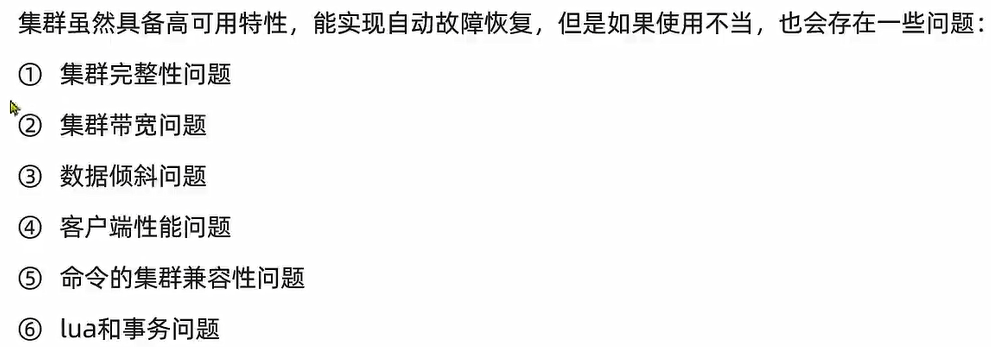 集群虽然具备高可用特性，能实现自动故障恢复，但是如果使用不当，也会存在一些问题：
① 集群完整性问题
② 集群带宽问题
③ 数据倾斜问题
④ 客户端性能问题
⑤ 命令的集群兼容性问题
⑥ lua和事务问题